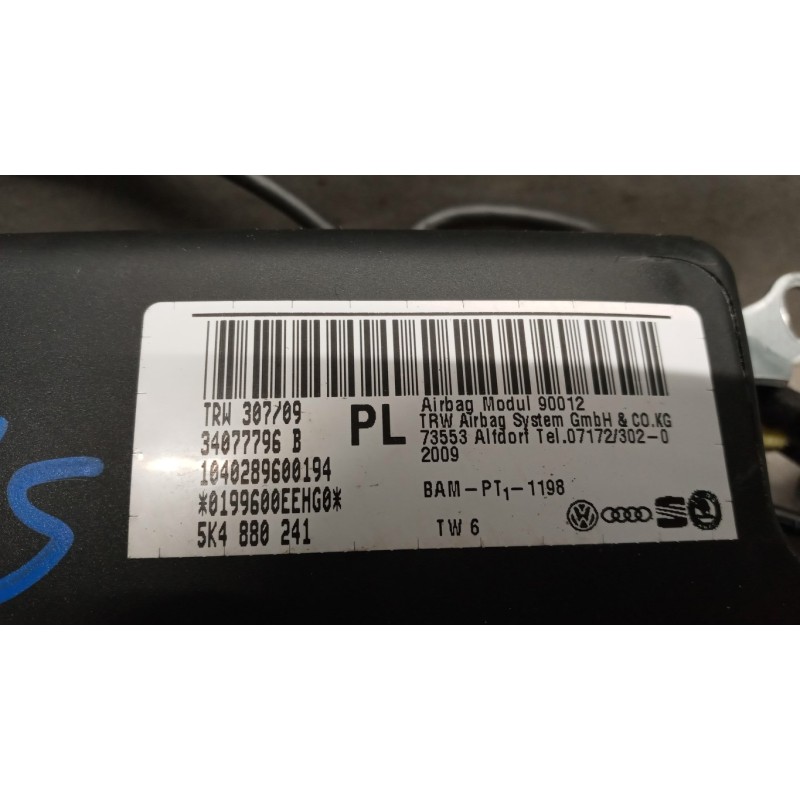 TRW 307/09
34077796 B
1040289600194
*0199600EEHG0*
5K4 880 241
PL
Airbag Modul 90012
TRW Airbag System GmbH & CO.KG
73553 Alfdorf Tel.07172/302-0
2009
BAM-PT1-1198
TW 6
S